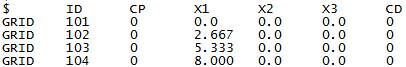 $ ID CP X1 X2 X3 CD
GRID 101 0 0.0 0.0 0.0 0
GRID 102 0 2.667 0.0 0.0 0
GRID 103 0 5.333 0.0 0.0 0
GRID 104 0 8.000 0.0 0.0 0